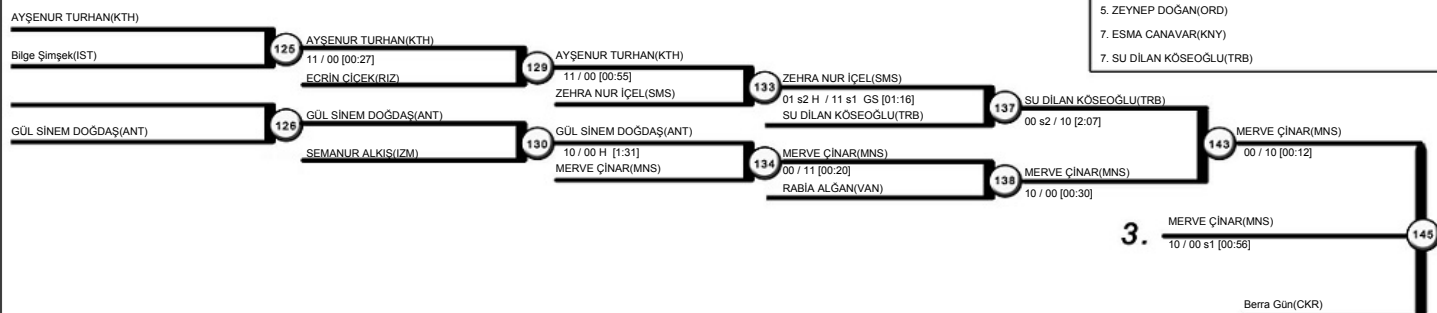 5. ZEYNEP DOĞAN(ORD)
7. ESMA CANAVAR(KNY)
7. SU DİLAN KÖSEOĞLU(TRB)
AYŞENUR TURHAN(KTH)
Bilge Şimşek(IST)
125
GÜL SİNEM DOĞDAŞ(ANT)
126
AYŞENUR TURHAN(KTH)
11 / 00 [00:27]
ECRİN CİÇEK(RIZ)
129
GÜL SİNEM DOĞDAŞ(ANT)
SEMANUR ALKIŞ(IZM)
130
AYŞENUR TURHAN(KTH)
11 / 00 [00:55]
ZEHRA NUR İÇEL(SMS)
133
GÜL SİNEM DOĞDAŞ(ANT)
10 / 00 H [1:31]
MERVE ÇİNAR(MNS)
134
ZEHRA NUR İÇEL(SMS)
01 s2 H / 11 s1 GS [01:16]
SU DİLAN KÖSEOĞLU(TRB)
137
MERVE ÇİNAR(MNS)
00 / 11 [00:20]
RABİA ALĞAN(VAN)
138
SU DİLAN KÖSEOĞLU(TRB)
00 s2 / 10 [2:07]
MERVE ÇİNAR(MNS)
10 / 00 [00:30]
143
MERVE ÇİNAR(MNS)
00 / 10 [00:12]
3.
MERVE ÇİNAR(MNS)
10 / 00 s1 [00:56]
145
Berra Gün(CKR)